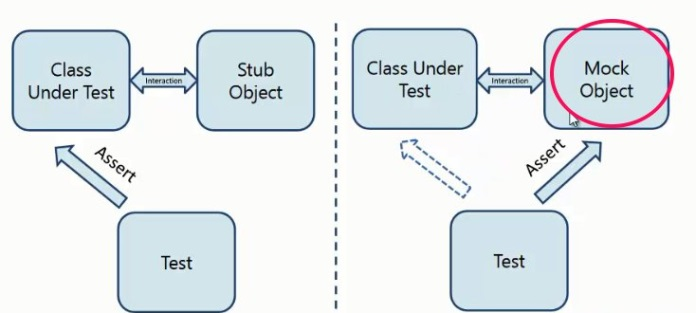 Class
Under Test
Interaction
Stub
Object
Assert
Test
Class Under
Test
Interaction
Mock
Object
Assert
Test